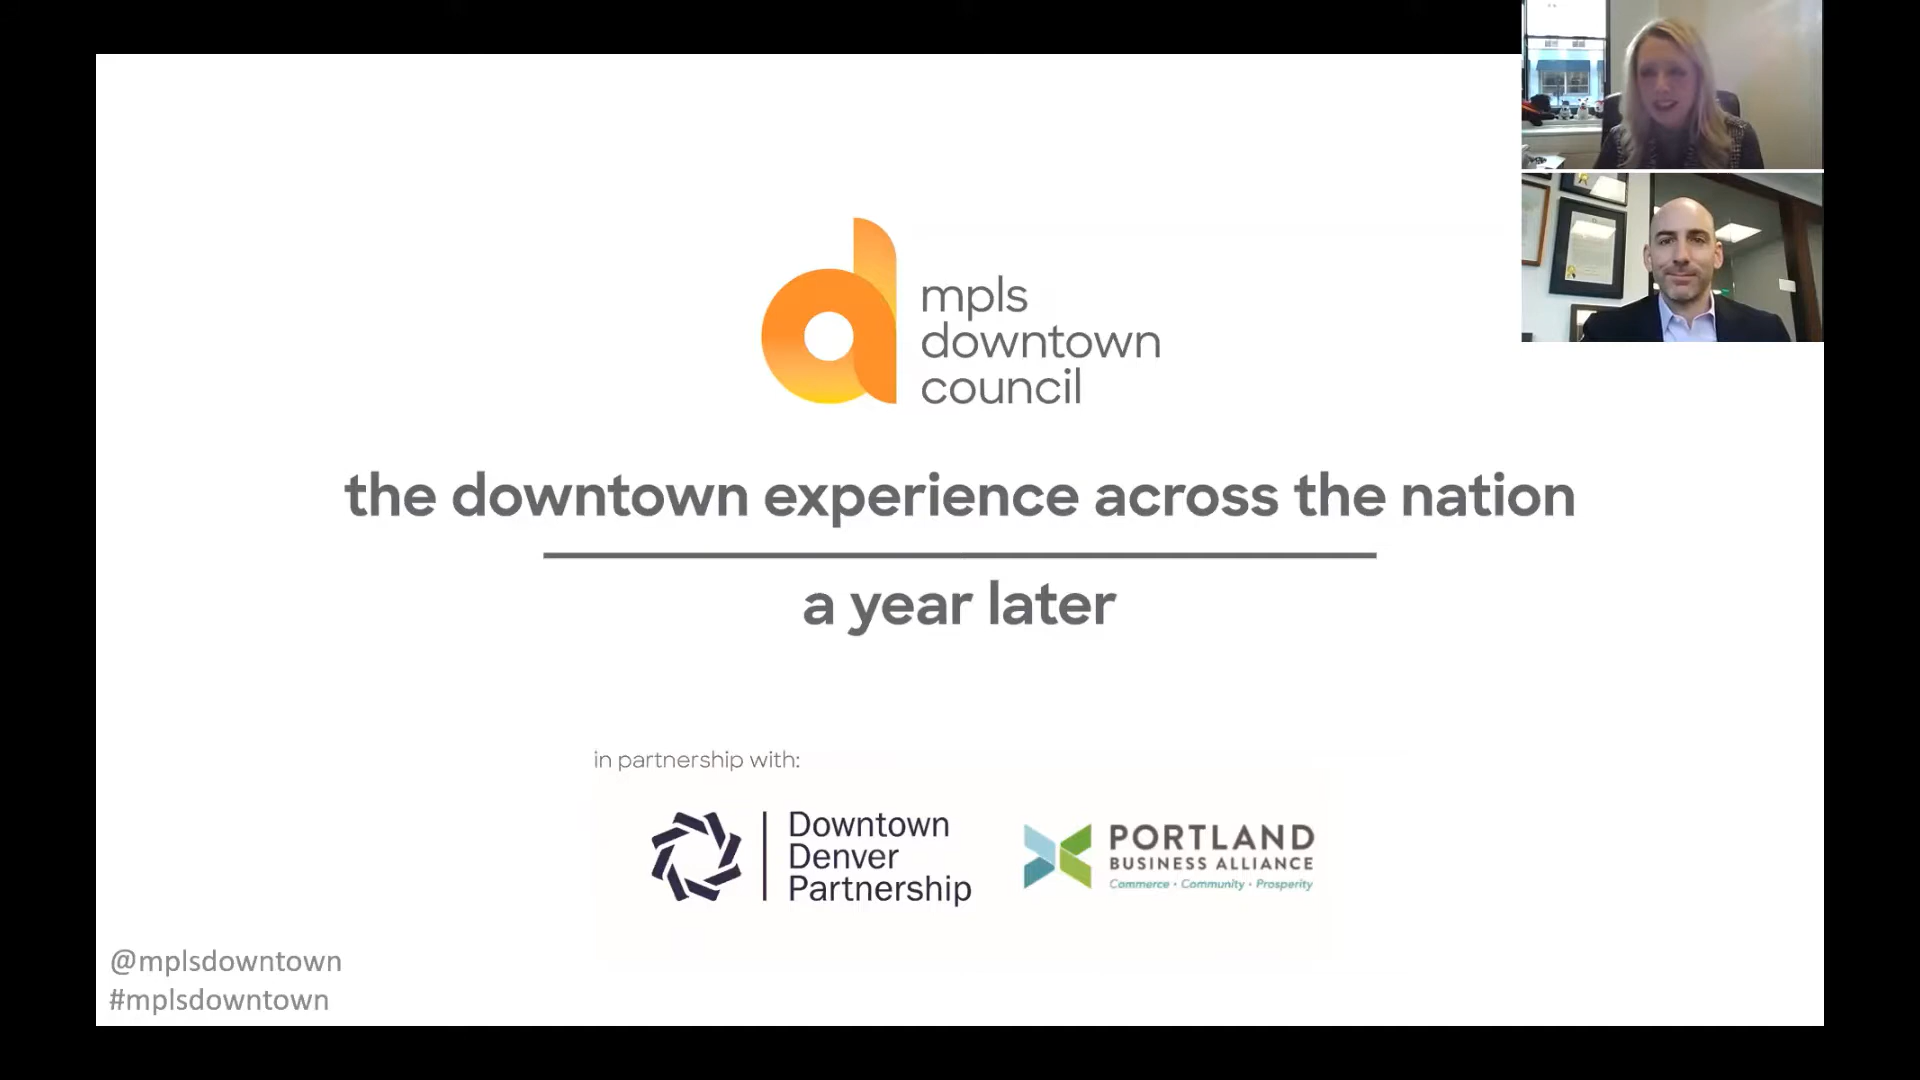 mpls
downtown
council
the downtown experience across the nation
a year later
in partnership with:
Downtown
Denver
Partnership
PORTLAND
BUSINESS ALLIANCE
Commerce · Community · Prosperity
@mplsdowntown
#mplsdowntown